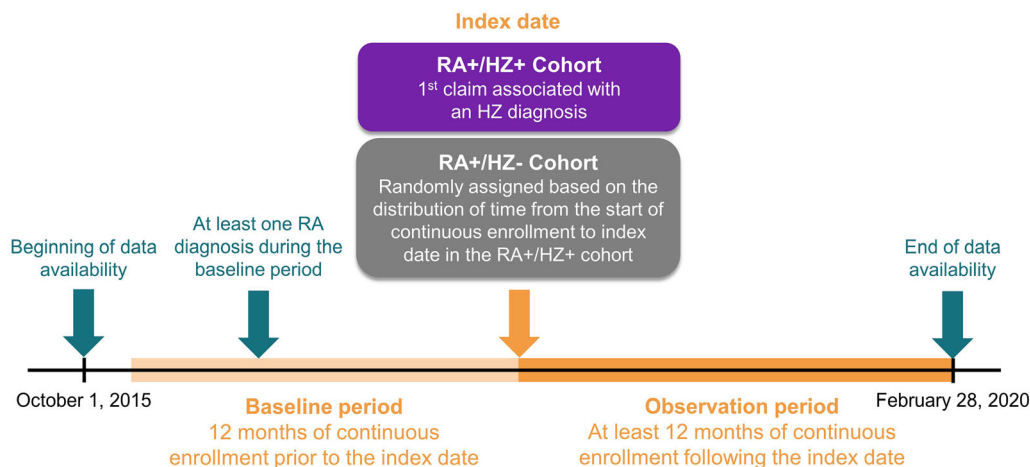 Index date
RA+/HZ+ Cohort
1st claim associated with
an HZ diagnosis
RA+/HZ- Cohort
Randomly assigned based on the
distribution of time from the start of
continuous enrollment to index
date in the RA+/HZ+ cohort
At least one RA
diagnosis during the
baseline period
Beginning of data
availability
End of data
availability
October 1, 2015
Baseline period
12 months of continuous
enrollment prior to the index date
Observation period
At least 12 months of continuous
enrollment following the index date
February 28, 2020